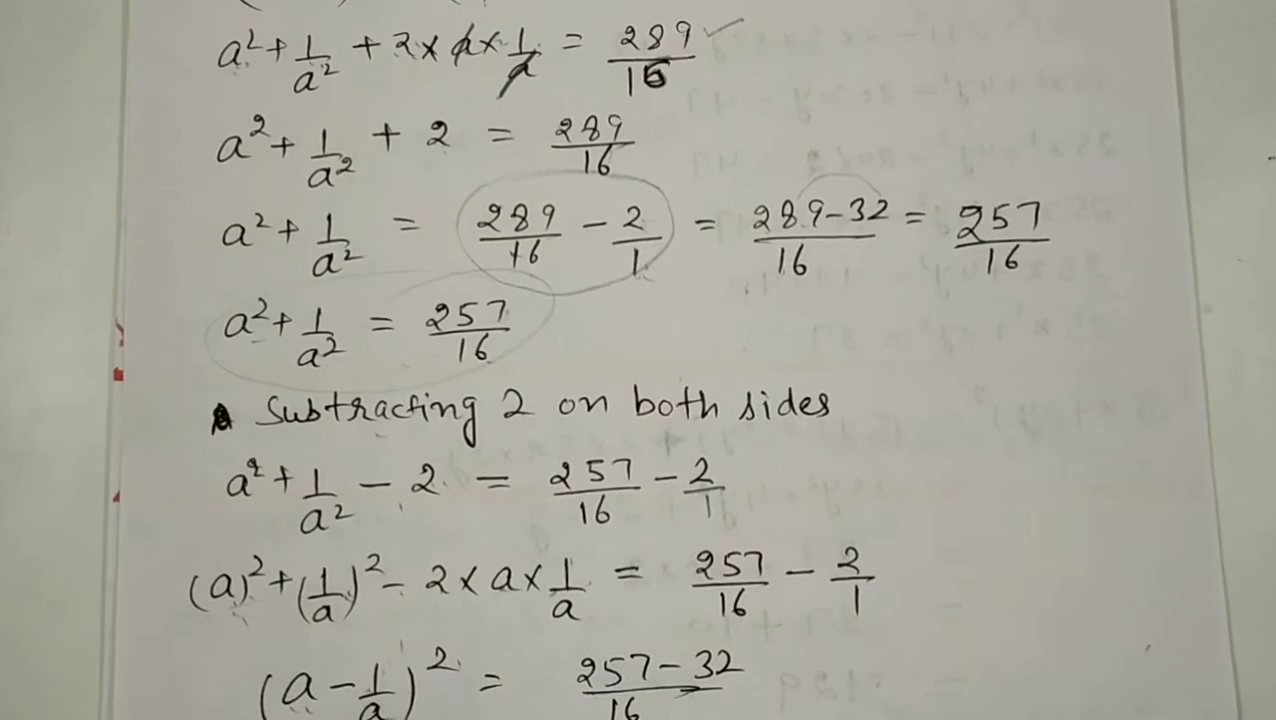 a² + 1/a² + 2 × a × 1/a = 289/16
a² + 1/a² + 2 = 289/16
a² + 1/a² = 289/16 - 2/1 = 289-32/16 = 257/16
a² + 1/a² = 257/16
Subtracting 2 on both sides
a² + 1/a² - 2 = 257/16 - 2/1
(a)² + (1/a)² - 2 × a × 1/a = 257/16 - 2/1
(a - 1/a)² = 257-32/16